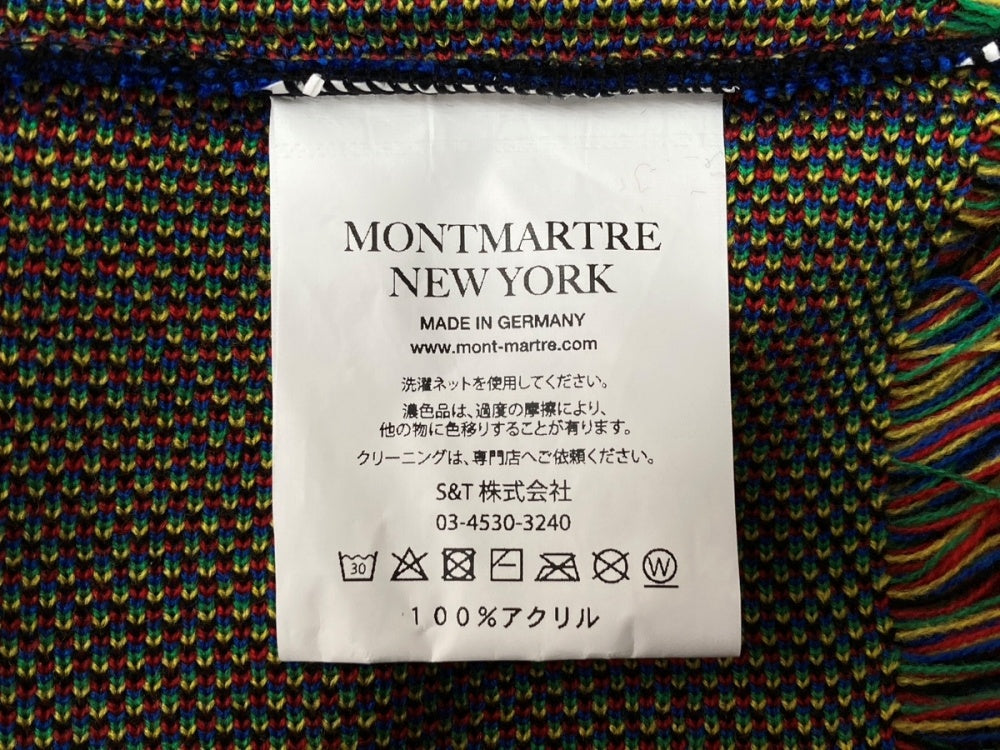 MONTMARTRE
NEW YORK
MADE IN GERMANY
www.mont-martre.com
洗濯ネットを使用してください。
濃色品は、過度の摩擦により、
他の物に色移りすることが有ります。
クリーニングは、専門店へご依頼ください。
S&T 株式会社
03-4530-3240
30 W
100%アクリル